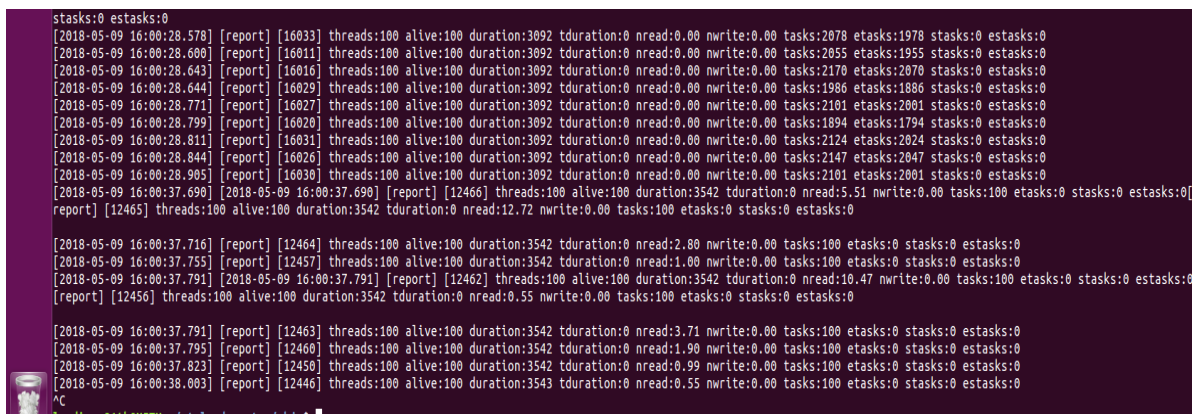 stasks:0 estasks:0
[2018-05-09 16:00:28.578] [report] [16033] threads:100 alive:100 duration:3092 tduration:0 nread:0.00 nwrite:0.00 tasks:2078 etasks:1978 stasks:0 estasks:0
[2018-05-09 16:00:28.600] [report] [16011] threads:100 alive:100 duration:3092 tduration:0 nread:0.00 nwrite:0.00 tasks:2055 etasks:1955 stasks:0 estasks:0
[2018-05-09 16:00:28.643] [report] [16016] threads:100 alive:100 duration:3092 tduration:0 nread:0.00 nwrite:0.00 tasks:2170 etasks:2070 stasks:0 estasks:0
[2018-05-09 16:00:28.644] [report] [16029] threads:100 alive:100 duration:3092 tduration:0 nread:0.00 nwrite:0.00 tasks:1986 etasks:1886 stasks:0 estasks:0
[2018-05-09 16:00:28.771] [report] [16027] threads:100 alive:100 duration:3092 tduration:0 nread:0.00 nwrite:0.00 tasks:2101 etasks:2001 stasks:0 estasks:0
[2018-05-09 16:00:28.799] [report] [16020] threads:100 alive:100 duration:3092 tduration:0 nread:0.00 nwrite:0.00 tasks:1894 etasks:1794 stasks:0 estasks:0
[2018-05-09 16:00:28.811] [report] [16031] threads:100 alive:100 duration:3092 tduration:0 nread:0.00 nwrite:0.00 tasks:2124 etasks:2024 stasks:0 estasks:0
[2018-05-09 16:00:28.844] [report] [16026] threads:100 alive:100 duration:3092 tduration:0 nread:0.00 nwrite:0.00 tasks:2147 etasks:2047 stasks:0 estasks:0
[2018-05-09 16:00:28.905] [report] [16030] threads:100 alive:100 duration:3092 tduration:0 nread:0.00 nwrite:0.00 tasks:2101 etasks:2001 stasks:0 estasks:0
[2018-05-09 16:00:37.690] [2018-05-09 16:00:37.690] [report] [12466] threads:100 alive:100 duration:3542 tduration:0 nread:5.51 nwrite:0.00 tasks:100 etasks:0 stasks:0 estasks:0[
report] [12465] threads:100 alive:100 duration:3542 tduration:0 nread:12.72 nwrite:0.00 tasks:100 etasks:0 stasks:0 estasks:0
[2018-05-09 16:00:37.716] [report] [12464] threads:100 alive:100 duration:3542 tduration:0 nread:2.80 nwrite:0.00 tasks:100 etasks:0 stasks:0 estasks:0
[2018-05-09 16:00:37.755] [report] [12457] threads:100 alive:100 duration:3542 tduration:0 nread:1.00 nwrite:0.00 tasks:100 etasks:0 stasks:0 estasks:0
[2018-05-09 16:00:37.791] [2018-05-09 16:00:37.791] [report] [12462] threads:100 alive:100 duration:3542 tduration:0 nread:10.47 nwrite:0.00 tasks:100 etasks:0 stasks:0 estasks:0
[report] [12456] threads:100 alive:100 duration:3542 tduration:0 nread:0.55 nwrite:0.00 tasks:100 etasks:0 stasks:0 estasks:0
[2018-05-09 16:00:37.791] [report] [12463] threads:100 alive:100 duration:3542 tduration:0 nread:3.71 nwrite:0.00 tasks:100 etasks:0 stasks:0 estasks:0
[2018-05-09 16:00:37.795] [report] [12460] threads:100 alive:100 duration:3542 tduration:0 nread:1.90 nwrite:0.00 tasks:100 etasks:0 stasks:0 estasks:0
[2018-05-09 16:00:37.823] [report] [12450] threads:100 alive:100 duration:3542 tduration:0 nread:0.99 nwrite:0.00 tasks:100 etasks:0 stasks:0 estasks:0
[2018-05-09 16:00:38.003] [report] [12446] threads:100 alive:100 duration:3543 tduration:0 nread:0.55 nwrite:0.00 tasks:100 etasks:0 stasks:0 estasks:0
^C